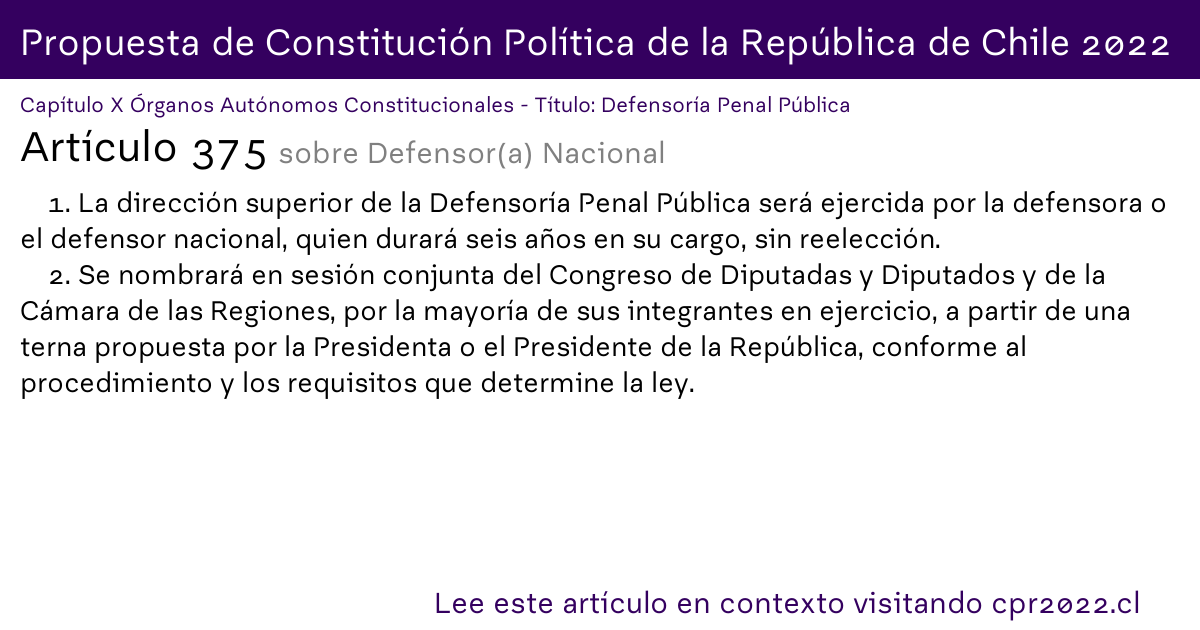 Propuesta de Constitución Política de la República de Chile 2022
Capítulo X Órganos Autónomos Constitucionales - Título: Defensoría Penal Pública
Artículo 375 sobre Defensor(a) Nacional
1. La dirección superior de la Defensoría Penal Pública será ejercida por la defensora o
el defensor nacional, quien durará seis años en su cargo, sin reelección.
2. Se nombrará en sesión conjunta del Congreso de Diputadas y Diputados y de la
Cámara de las Regiones, por la mayoría de sus integrantes en ejercicio, a partir de una
terna propuesta por la Presidenta o el Presidente de la República, conforme al
procedimiento y los requisitos que determine la ley.
Lee este artículo en contexto visitando cpr2022.cl